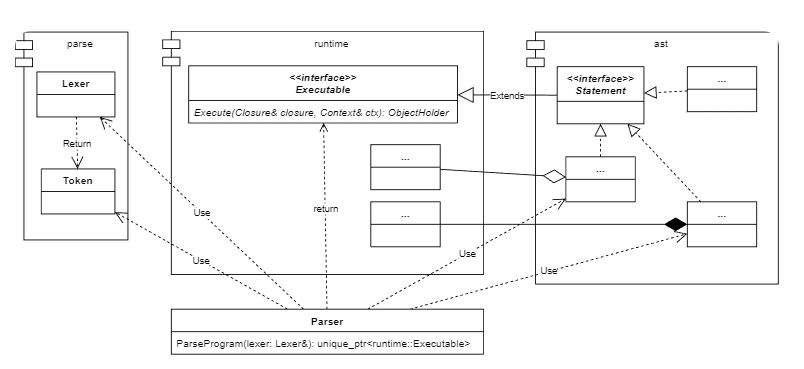 parse
runtime
ast
Lexer
Return
Token
<<interface>>
Executable
Execute(Closure& closure, Context& ctx): ObjectHolder
Extends
<<interface>>
Statement
...
...
...
...
...
Use
Use
return
Use
Use
Parser
ParseProgram(lexer: Lexer&): unique_ptr<runtime::Executable>